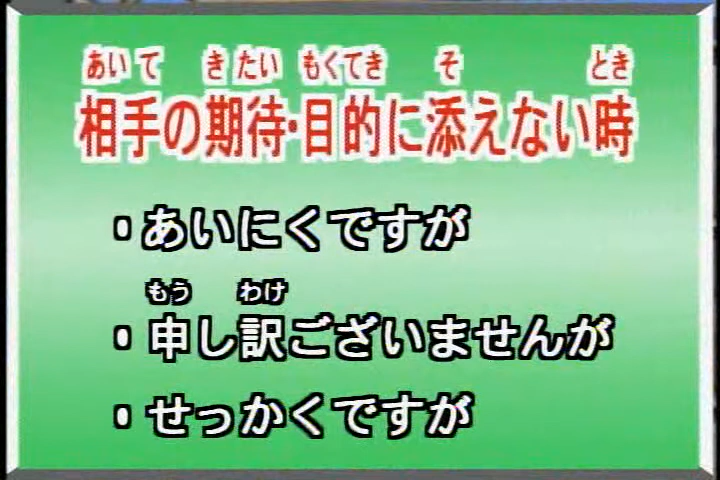 あいて きたい もくてき そ とき
相手の期待・目的に添えない時
・あいにくですが
もう わけ
・申し訳ございませんが
・せっかくですが